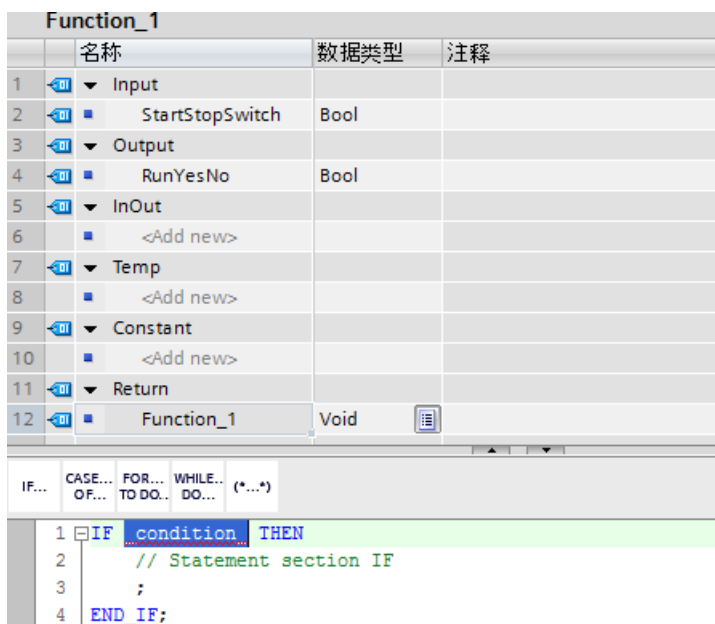 Function_1
名称 数据类型 注释
1 Input
2 StartStopSwitch Bool
3 Output
4 RunYesNo Bool
5 InOut
6 <Add new>
7 Temp
8 <Add new>
9 Constant
10 <Add new>
11 Return
12 Function_1 Void
IF... CASE... OF... FOR... TO DO.. WHILE.. DO... (*...*)
1 IF _condition_ THEN
2 // Statement section IF
3 ;
4 END_IF;